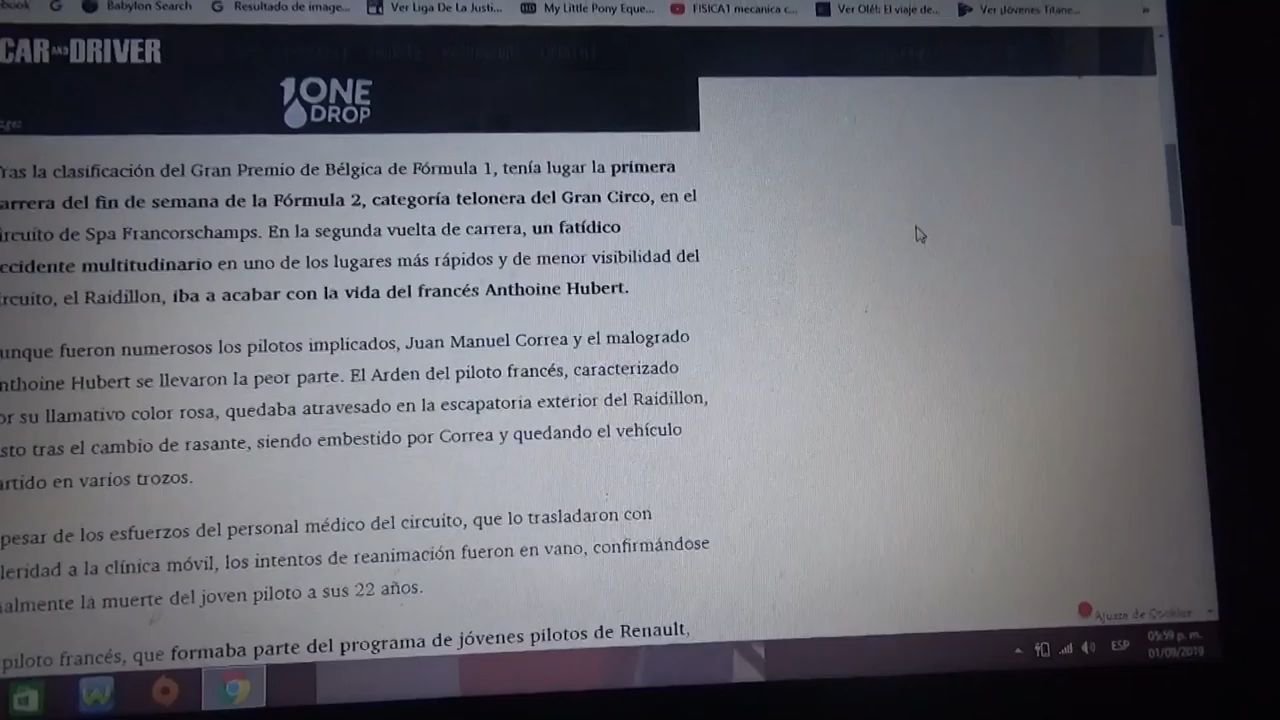 Babylon Search
Resultado de image...
Ver Liga De La Justi...
My Little Pony Eque...
FISICA1 mecanica c...
Ver Olét: El viaje de...
Ver ¡Jóvenes Titane...
»
CAR AND DRIVER
ONE
DROP
ras la clasificación del Gran Premio de Bélgica de Fórmula 1, tenía lugar la primera
arrera del fin de semana de la Fórmula 2, categoría telonera del Gran Circo, en el
ircuito de Spa Francorschamps. En la segunda vuelta de carrera, un fatídico
ccidente multitudinario en uno de los lugares más rápidos y de menor visibilidad del
rcuito, el Raidillon, iba a acabar con la vida del francés Anthoine Hubert.
unque fueron numerosos los pilotos implicados, Juan Manuel Correa y el malogrado
nthoine Hubert se llevaron la peor parte. El Arden del piloto francés, caracterizado
or su llamativo color rosa, quedaba atravesado en la escapatoria exterior del Raidillon,
sto tras el cambio de rasante, siendo embestido por Correa y quedando el vehículo
artido en varios trozos.
pesar de los esfuerzos del personal médico del circuito, que lo trasladaron con
leridad a la clínica móvil, los intentos de reanimación fueron en vano, confirmándose
almente la muerte del joven piloto a sus 22 años.
piloto francés, que formaba parte del programa de jóvenes pilotos de Renault,
Ajuste de Cookies
ESP
05:59 p. m.
01/09/2019